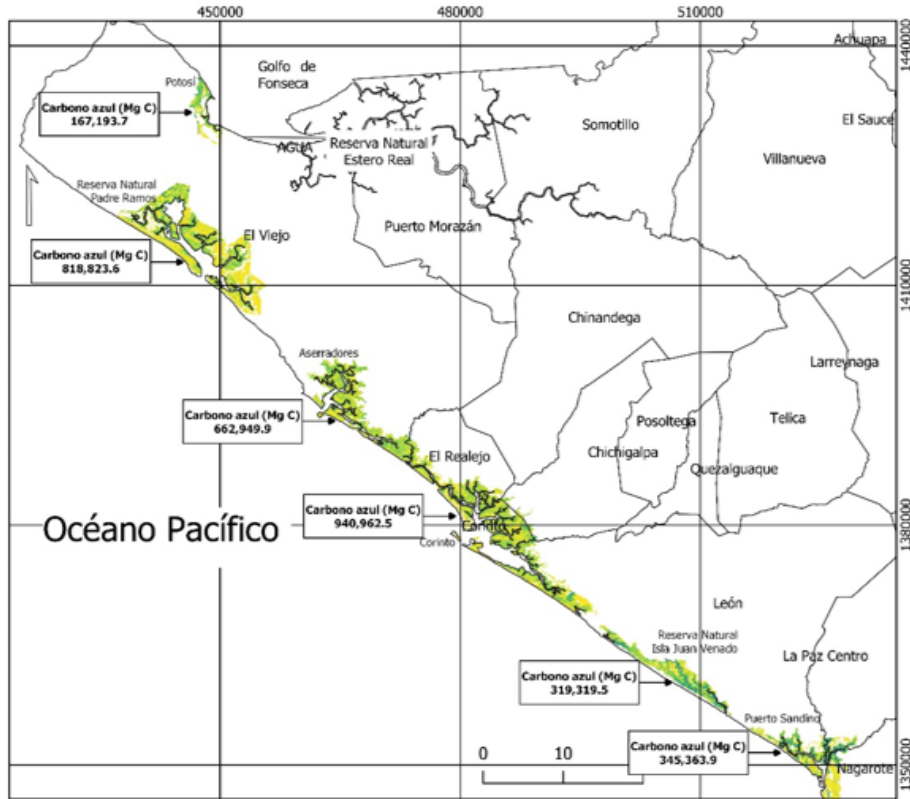 450000
480000
510000
1440000
Achuapa
Golfo de
Fonseca
Potosí
Carbono azul (Mg C)
167,193.7
Somotillo
El Sauce
AGUA
Reserva Natural
Estero Real
Villanueva
Reserva Natural
Padre Ramos
El Viejo
Puerto Morazán
Carbono azul (Mg C)
818,823.6
1410000
Chinandega
Aserradores
Larreynaga
Carbono azul (Mg C)
662,949.9
Posoltega
Telica
El Realejo
Chichigalpa
Quezalguaque
Carbono azul (Mg C)
940,962.5
Océano Pacífico
Corinto
Corinto
1380000
León
Reserva Natural
Isla Juan Venado
La Paz Centro
Carbono azul (Mg C)
319,319.5
Puerto Sandino
Carbono azul (Mg C)
345,363.9
0
10
Nagarote
1350000